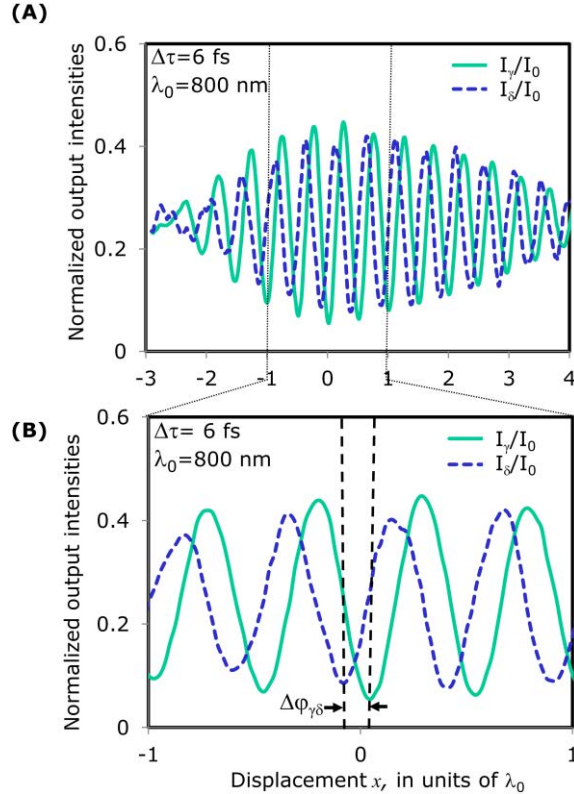 (A)
Normalized output intensities
0.6
0.4
0.2
0
Δτ=6 fs
λ₀=800 nm
Iγ/I₀
Iδ/I₀
-3 -2 -1 0 1 2 3 4
(B)
Normalized output intensities
0.6
0.4
0.2
0
Δτ= 6 fs
λ₀=800 nm
Iγ/I₀
Iδ/I₀
Δφγδ
-1 0 1
Displacement x, in units of λ₀